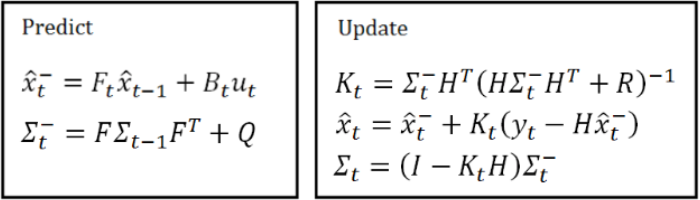 Predict
x̂ₜ⁻ = Fₜx̂ₜ₋₁ + Bₜuₜ
Σₜ⁻ = FΣₜ₋₁Fᵀ + Q
Update
Kₜ = Σₜ⁻Hᵀ(HΣₜ⁻Hᵀ + R)⁻¹
x̂ₜ = x̂ₜ⁻ + Kₜ(yₜ − Hx̂ₜ⁻)
Σₜ = (I − KₜH)Σₜ⁻